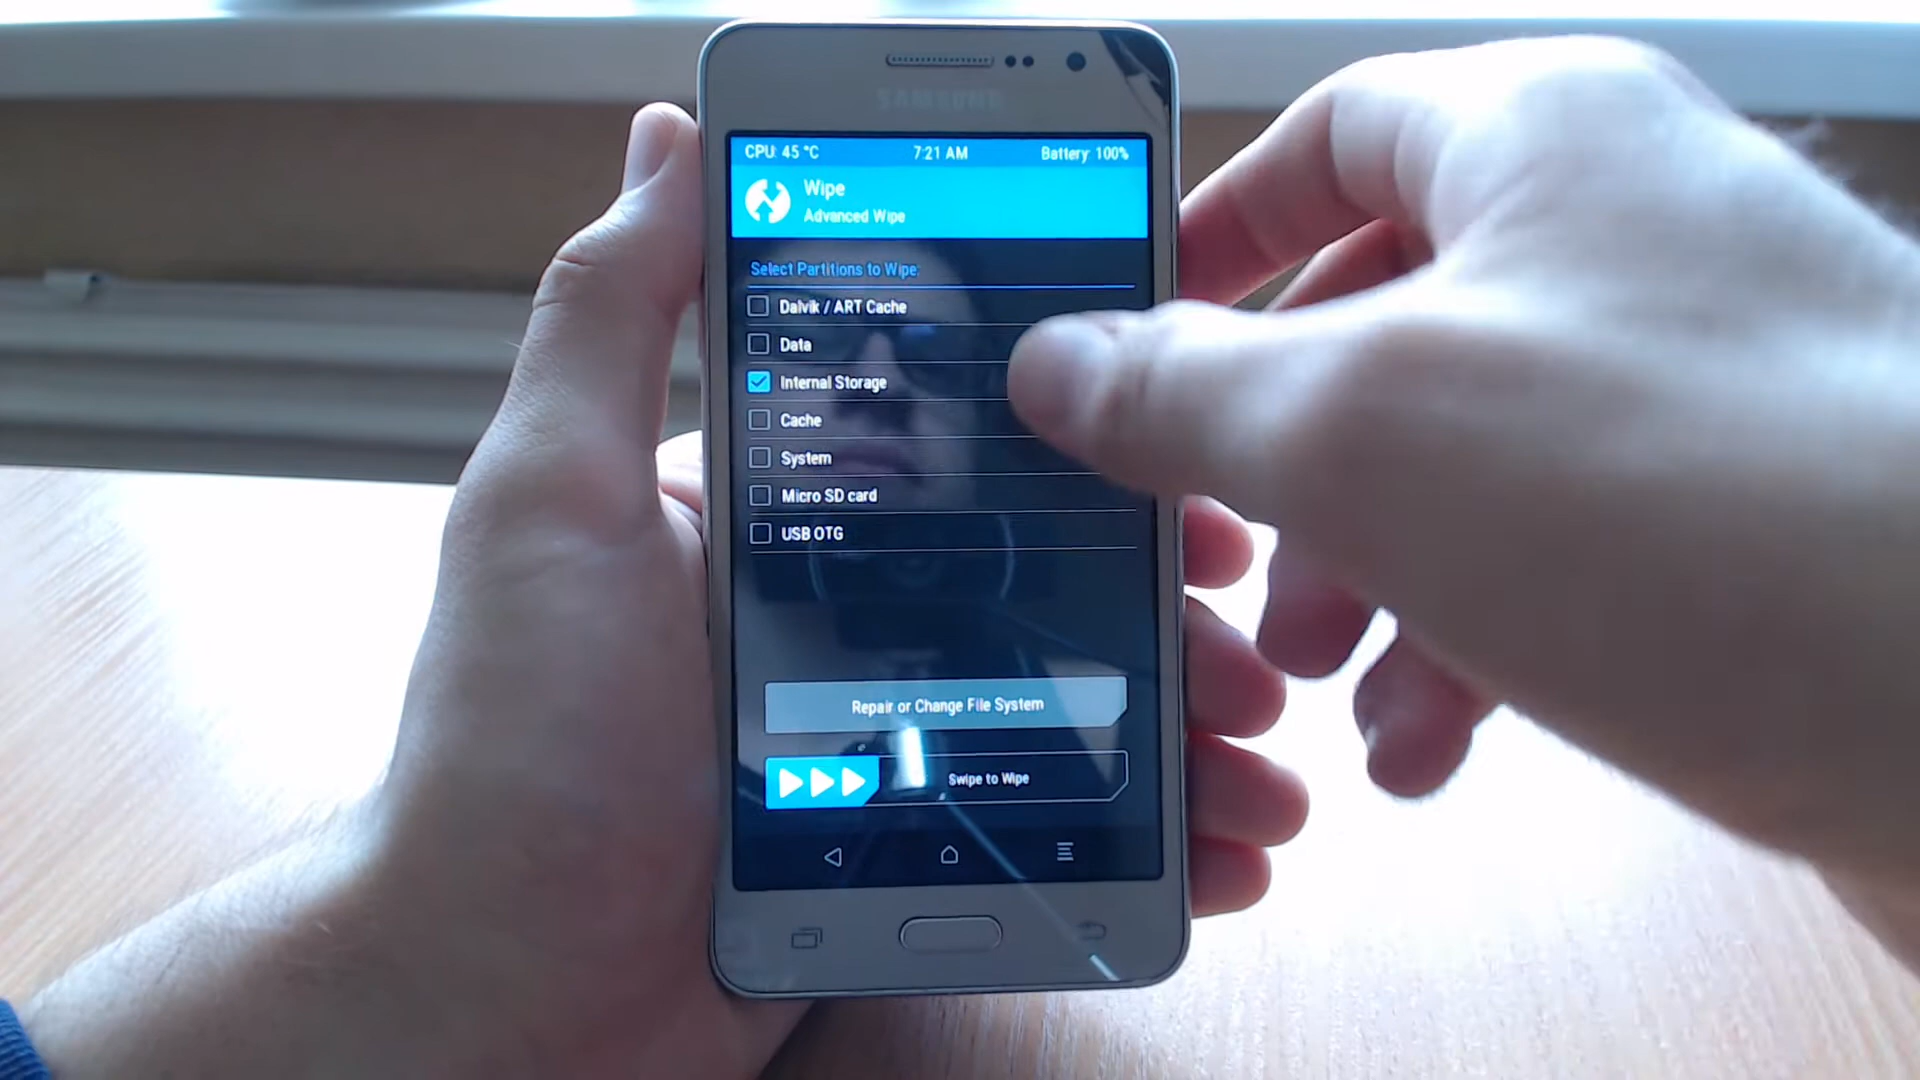 SAMSUNG
CPU: 45 °C 7:21 AM Battery: 100%
Wipe
Advanced Wipe
Select Partitions to Wipe:
Dalvik / ART Cache
Data
Internal Storage
Cache
System
Micro SD card
USB OTG
Repair or Change File System
Swipe to Wipe